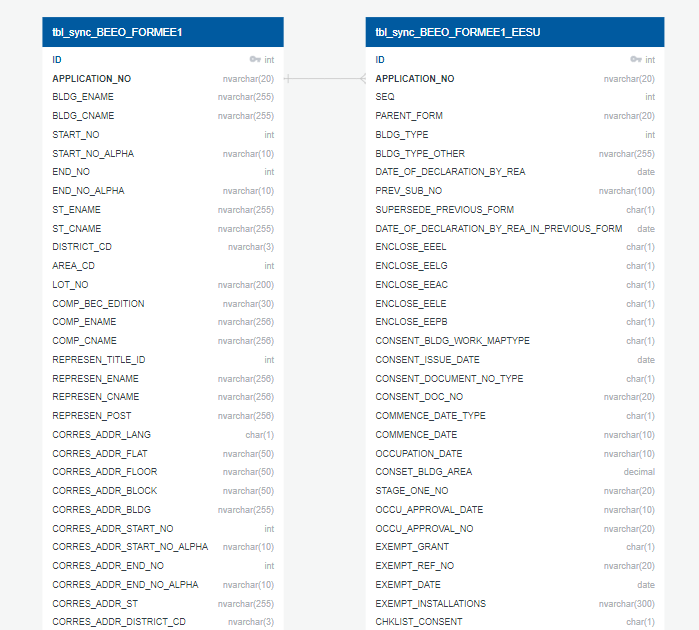 tbl_sync_BEEO_FORMEE1
ID int
APPLICATION_NO nvarchar(20)
BLDG_ENAME nvarchar(255)
BLDG_CNAME nvarchar(255)
START_NO int
START_NO_ALPHA nvarchar(10)
END_NO int
END_NO_ALPHA nvarchar(10)
ST_ENAME nvarchar(255)
ST_CNAME nvarchar(255)
DISTRICT_CD nvarchar(3)
AREA_CD int
LOT_NO nvarchar(200)
COMP_BEC_EDITION nvarchar(30)
COMP_ENAME nvarchar(256)
COMP_CNAME nvarchar(256)
REPRESEN_TITLE_ID int
REPRESEN_ENAME nvarchar(256)
REPRESEN_CNAME nvarchar(256)
REPRESEN_POST nvarchar(256)
CORRES_ADDR_LANG char(1)
CORRES_ADDR_FLAT nvarchar(50)
CORRES_ADDR_FLOOR nvarchar(50)
CORRES_ADDR_BLOCK nvarchar(50)
CORRES_ADDR_BLDG nvarchar(255)
CORRES_ADDR_START_NO int
CORRES_ADDR_START_NO_ALPHA nvarchar(10)
CORRES_ADDR_END_NO int
CORRES_ADDR_END_NO_ALPHA nvarchar(10)
CORRES_ADDR_ST nvarchar(255)
CORRES_ADDR_DISTRICT_CD nvarchar(3)
tbl_sync_BEEO_FORMEE1_EESU
ID int
APPLICATION_NO nvarchar(20)
SEQ int
PARENT_FORM nvarchar(20)
BLDG_TYPE int
BLDG_TYPE_OTHER nvarchar(255)
DATE_OF_DECLARATION_BY_REA date
PREV_SUB_NO nvarchar(100)
SUPERSEDE_PREVIOUS_FORM char(1)
DATE_OF_DECLARATION_BY_REA_IN_PREVIOUS_FORM date
ENCLOSE_EEEL char(1)
ENCLOSE_EELG char(1)
ENCLOSE_EEAC char(1)
ENCLOSE_EELE char(1)
ENCLOSE_EEPB char(1)
CONSENT_BLDG_WORK_MAPTYPE char(1)
CONSENT_ISSUE_DATE date
CONSENT_DOCUMENT_NO_TYPE char(1)
CONSENT_DOC_NO nvarchar(20)
COMMENCE_DATE_TYPE char(1)
COMMENCE_DATE nvarchar(10)
OCCUPATION_DATE nvarchar(10)
CONSET_BLDG_AREA decimal
STAGE_ONE_NO nvarchar(20)
OCCU_APPROVAL_DATE nvarchar(10)
OCCU_APPROVAL_NO nvarchar(20)
EXEMPT_GRANT char(1)
EXEMPT_REF_NO nvarchar(20)
EXEMPT_DATE date
EXEMPT_INSTALLATIONS nvarchar(300)
CHKLIST_CONSENT char(1)